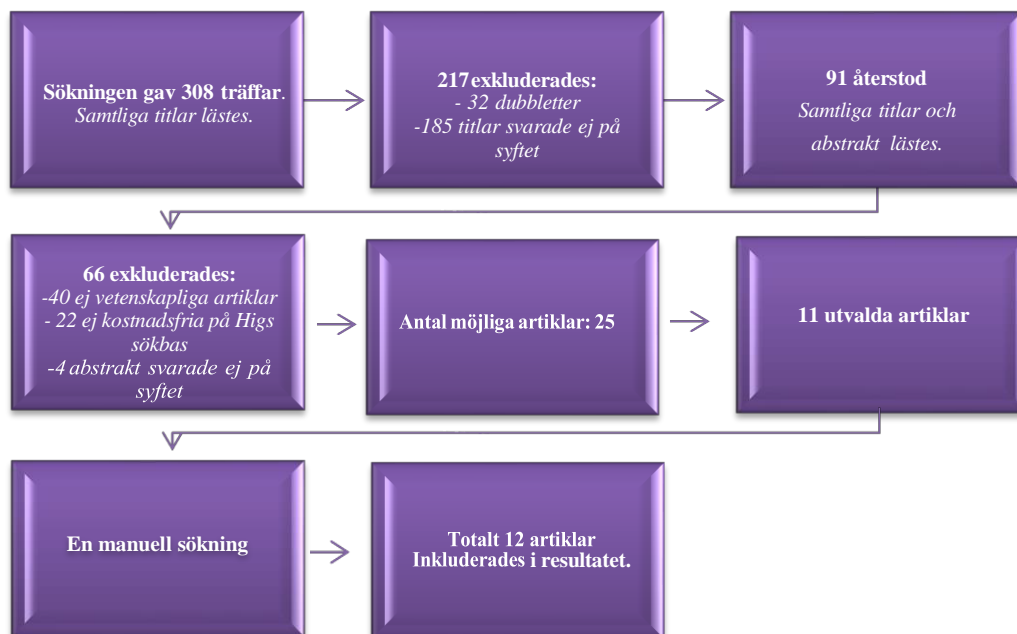 Sökningen gav 308 träffar.
Samtliga titlar lästes.
217 exkluderades:
- 32 dubbletter
-185 titlar svarade ej på
syftet
91 återstod
Samtliga titlar och
abstrakt lästes.
66 exkluderades:
-40 ej vetenskapliga artiklar
- 22 ej kostnadsfria på Higs
sökbas
-4 abstrakt svarade ej på
syftet
Antal möjliga artiklar: 25
11 utvalda artiklar
En manuell sökning
Totalt 12 artiklar
Inkluderades i resultatet.